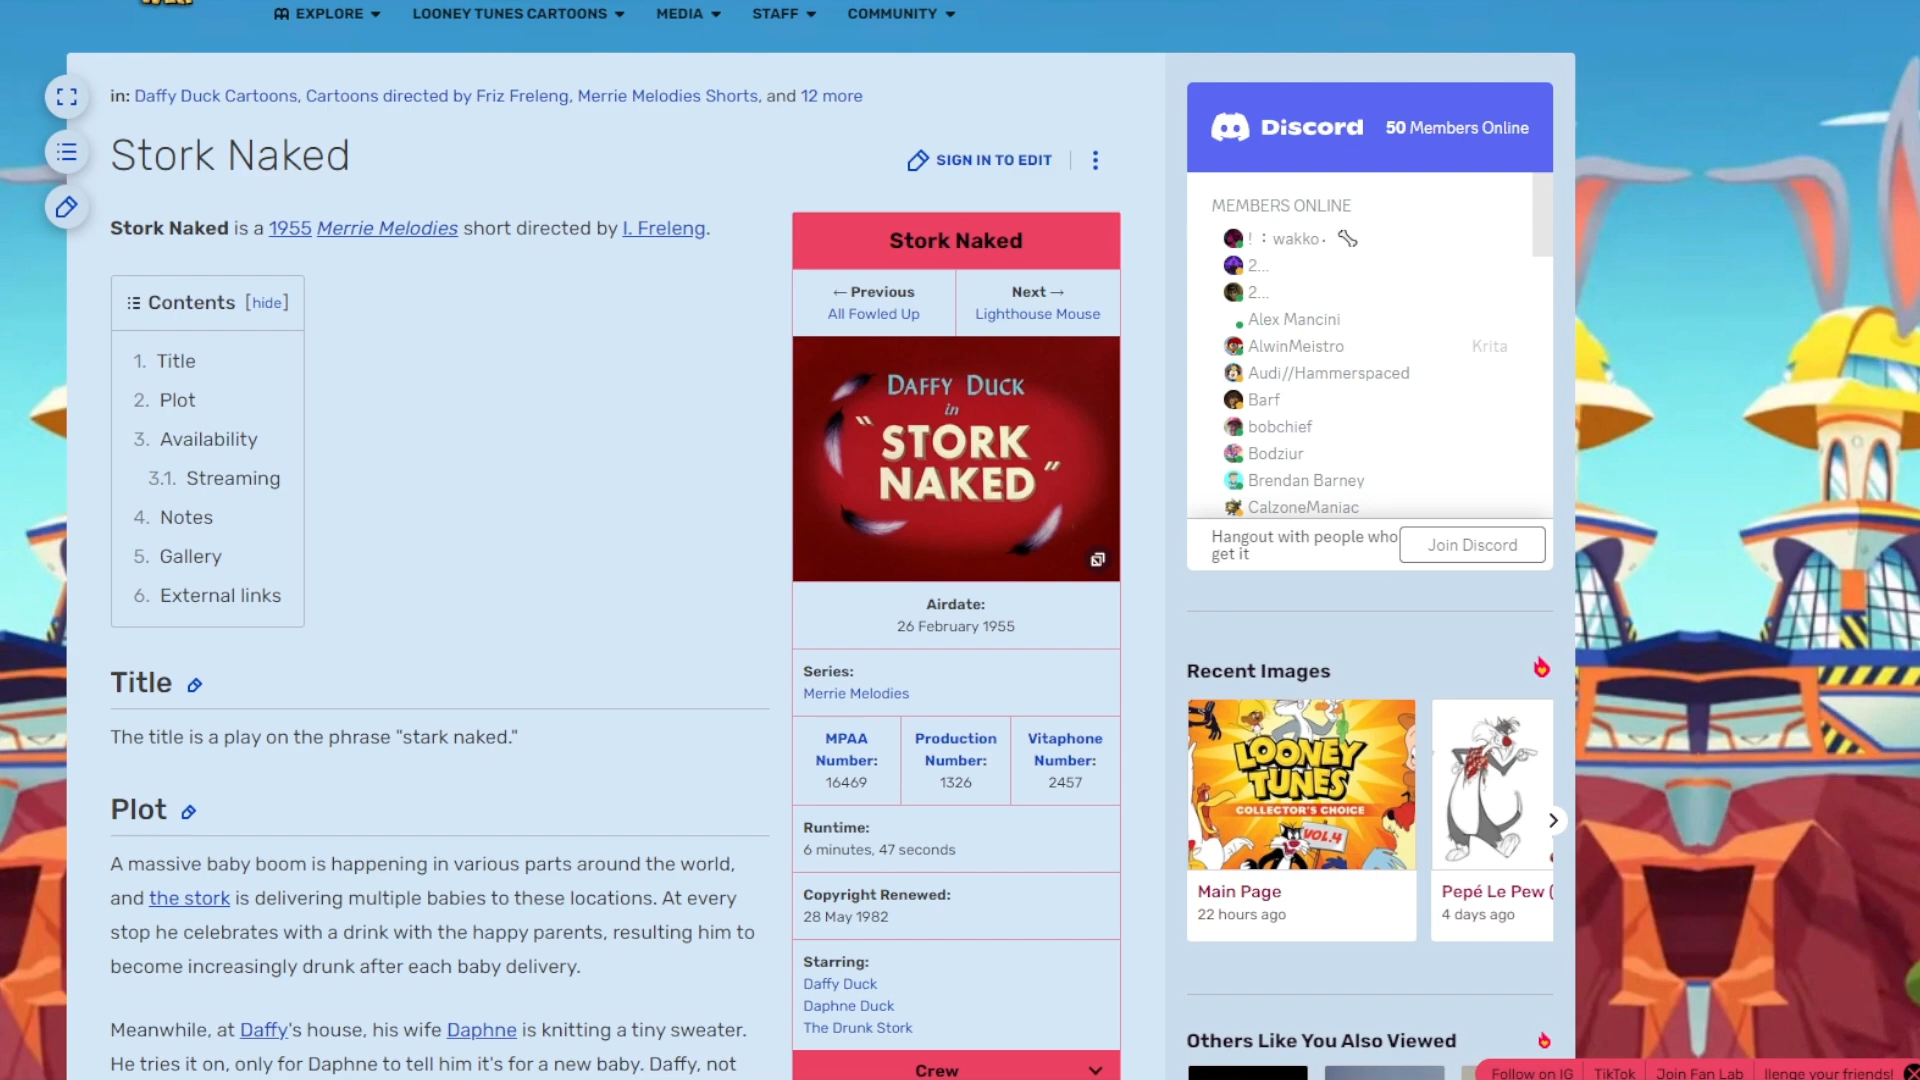 EXPLORE
LOONEY TUNES CARTOONS
MEDIA
STAFF
COMMUNITY
in: Daffy Duck Cartoons, Cartoons directed by Friz Freleng, Merrie Melodies Shorts, and 12 more
Stork Naked
SIGN IN TO EDIT
Stork Naked is a 1955 Merrie Melodies short directed by I. Freleng.
Contents [hide]
1. Title
2. Plot
3. Availability
3.1. Streaming
4. Notes
5. Gallery
6. External links
Title
The title is a play on the phrase "stark naked."
Plot
A massive baby boom is happening in various parts around the world,
and the stork is delivering multiple babies to these locations. At every
stop he celebrates with a drink with the happy parents, resulting him to
become increasingly drunk after each baby delivery.
Meanwhile, at Daffy's house, his wife Daphne is knitting a tiny sweater.
He tries it on, only for Daphne to tell him it's for a new baby. Daffy, not
Stork Naked
← Previous
All Fowled Up
Next →
Lighthouse Mouse
DAFFY DUCK
in
"STORK
NAKED"
Airdate:
26 February 1955
Series:
Merrie Melodies
MPAA
Number:
16469
Production
Number:
1326
Vitaphone
Number:
2457
Runtime:
6 minutes, 47 seconds
Copyright Renewed:
28 May 1982
Starring:
Daffy Duck
Daphne Duck
The Drunk Stork
Crew
Discord
50 Members Online
MEMBERS ONLINE
! : wakko·
2...
2...
Alex Mancini
AlwinMeistro
Krita
Audi//Hammerspaced
Barf
bobchief
Bodziur
Brendan Barney
CalzoneManiac
Hangout with people who
get it
Join Discord
Recent Images
LOONEY
TUNES
COLLECTOR'S CHOICE
VOL.4
Main Page
22 hours ago
Pepé Le Pew (
4 days ago
Others Like You Also Viewed
Follow on IG
TikTok
Join Fan Lab
llenge your friends!